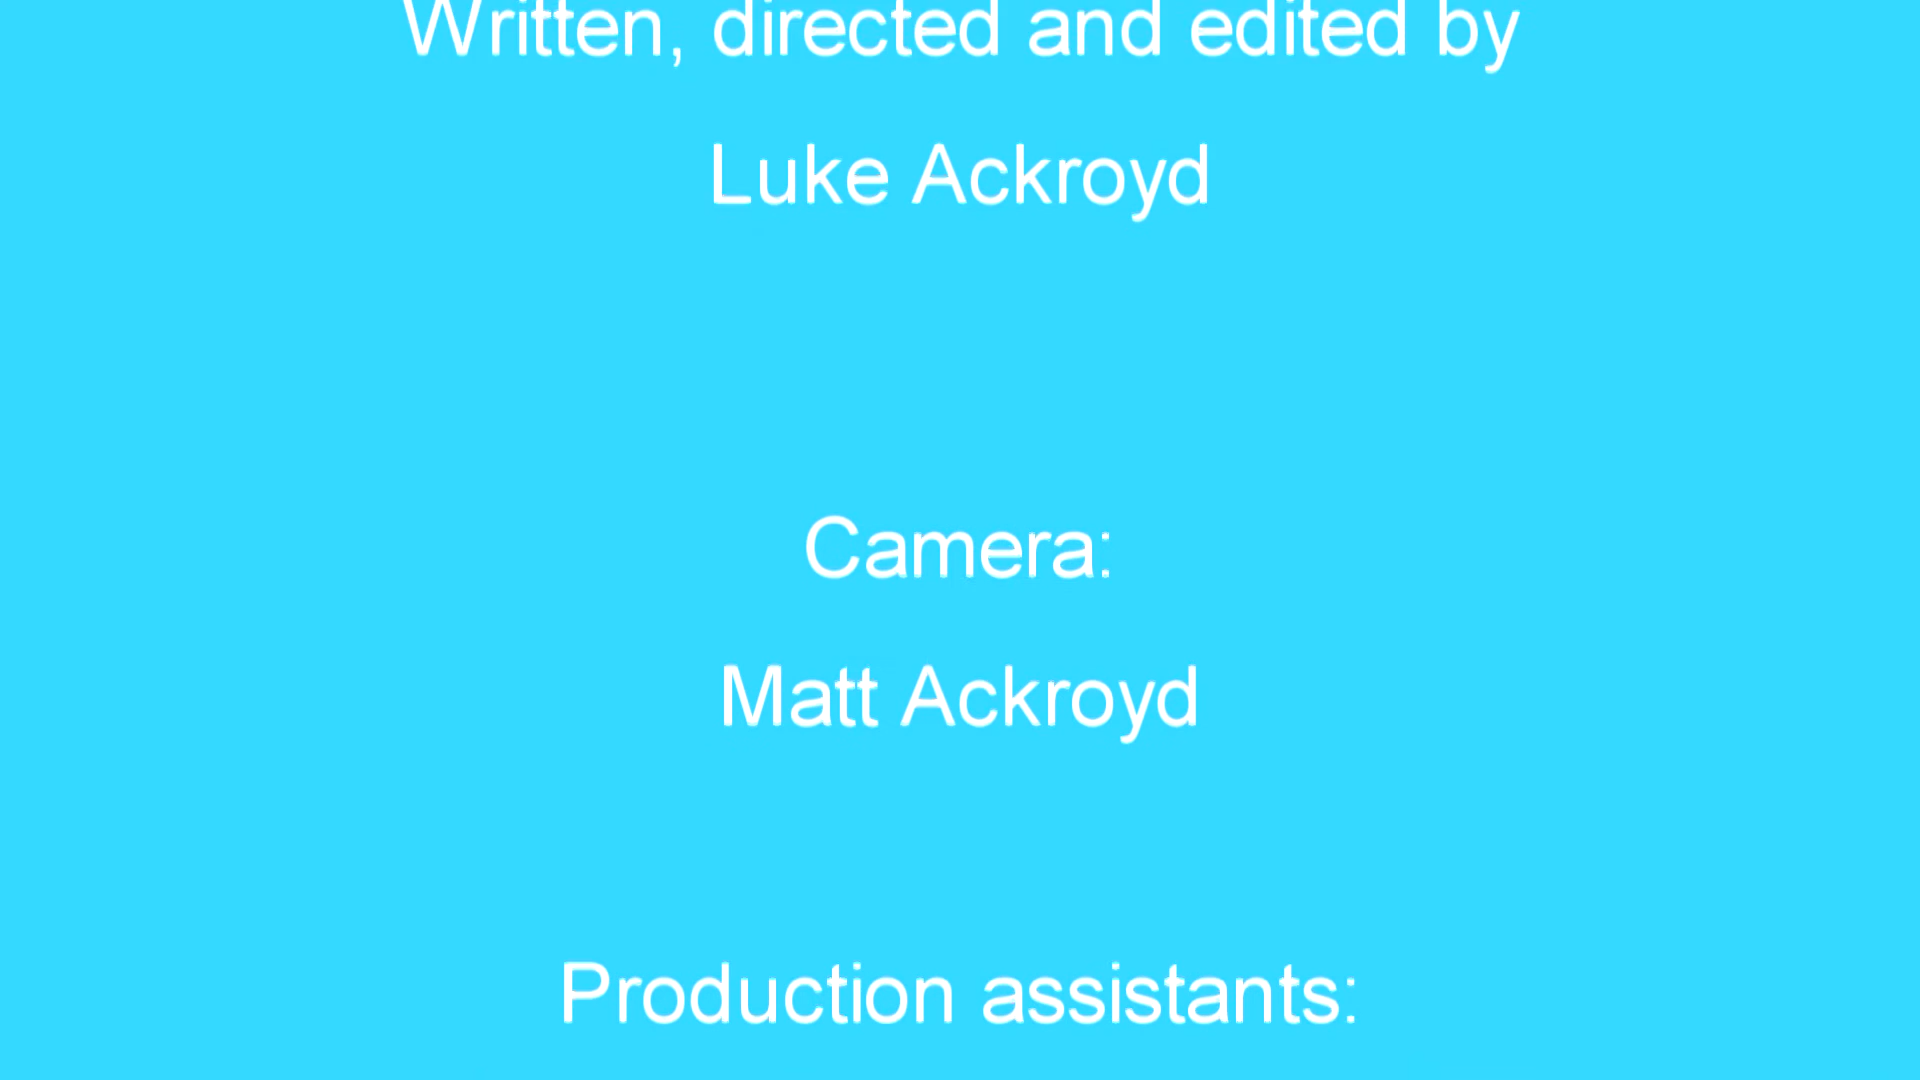 Written, directed and edited by
Luke Ackroyd
Camera:
Matt Ackroyd
Production assistants: